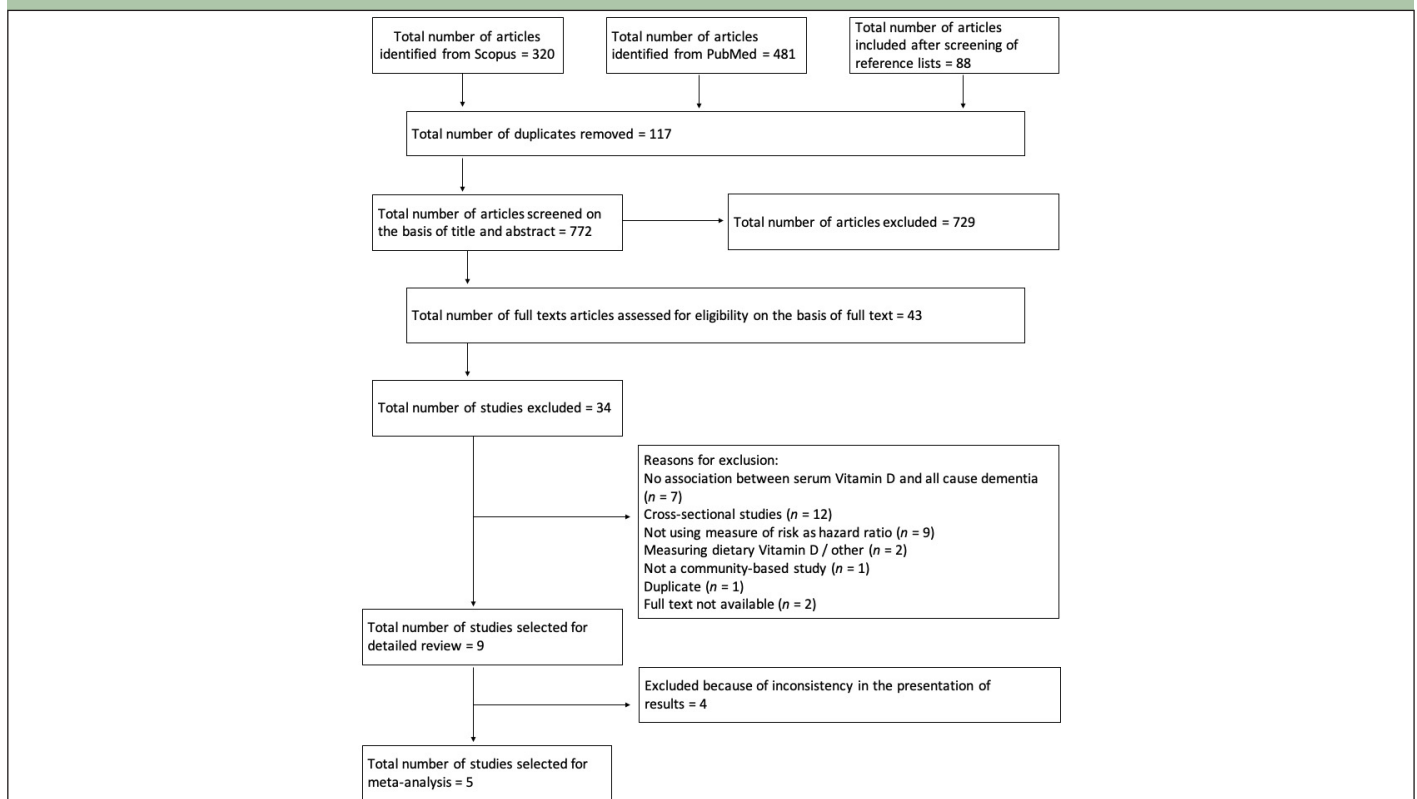 Total number of articles
identified from Scopus = 320
Total number of articles
identified from PubMed = 481
Total number of articles
included after screening of
reference lists = 88
Total number of duplicates removed = 117
Total number of articles screened on
the basis of title and abstract = 772
Total number of articles excluded = 729
Total number of full texts articles assessed for eligibility on the basis of full text = 43
Total number of studies excluded = 34
Reasons for exclusion:
No association between serum Vitamin D and all cause dementia
(n = 7)
Cross-sectional studies (n = 12)
Not using measure of risk as hazard ratio (n = 9)
Measuring dietary Vitamin D / other (n = 2)
Not a community-based study (n = 1)
Duplicate (n = 1)
Full text not available (n = 2)
Total number of studies selected for
detailed review = 9
Excluded because of inconsistency in the presentation of
results = 4
Total number of studies selected for
meta-analysis = 5